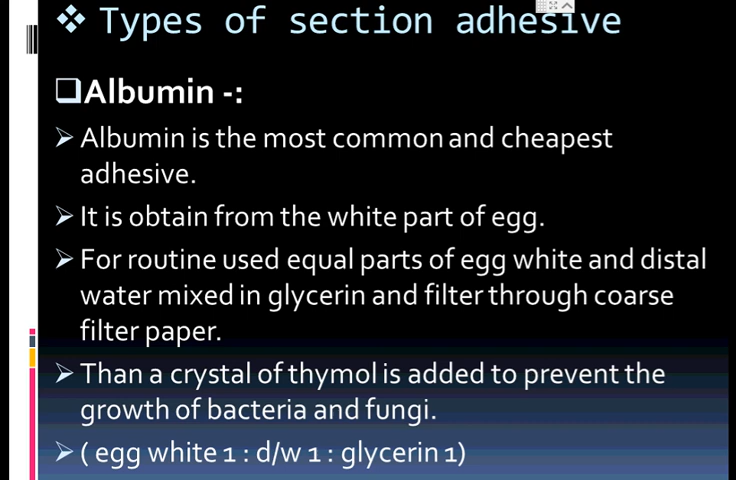 ❖ Types of section adhesive
❑Albumin -:
➢ Albumin is the most common and cheapest
adhesive.
➢ It is obtain from the white part of egg.
➢ For routine used equal parts of egg white and distal
water mixed in glycerin and filter through coarse
filter paper.
➢ Than a crystal of thymol is added to prevent the
growth of bacteria and fungi.
➢ ( egg white 1 : d/w 1 : glycerin 1)